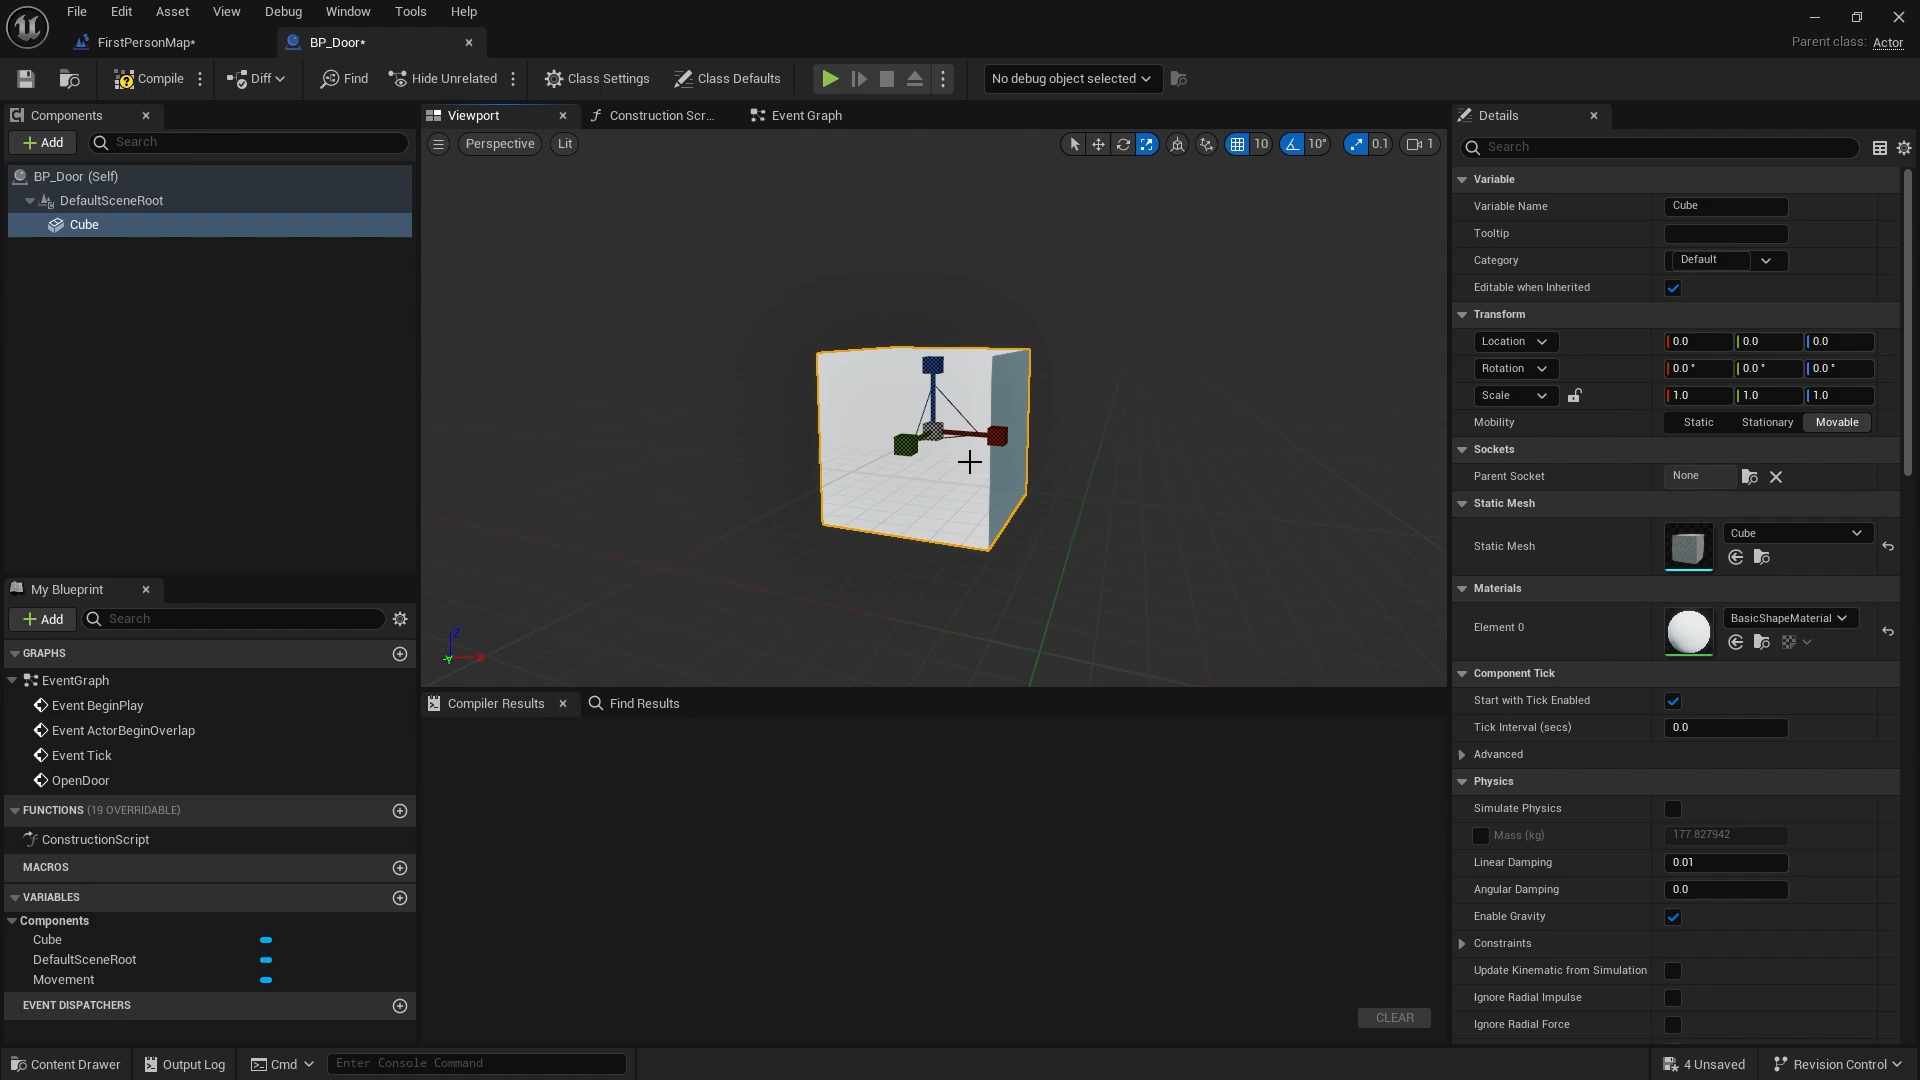 File Edit Asset View Debug Window Tools Help
FirstPersonMap*
BP_Door*
Parent class: Actor
Compile
Diff
Find
Hide Unrelated
Class Settings
Class Defaults
No debug object selected
Components
Add
Search
BP_Door (Self)
DefaultSceneRoot
Cube
My Blueprint
Add
Search
GRAPHS
EventGraph
Event BeginPlay
Event ActorBeginOverlap
Event Tick
OpenDoor
FUNCTIONS (19 OVERRIDABLE)
ConstructionScript
MACROS
VARIABLES
Components
Cube
DefaultSceneRoot
Movement
EVENT DISPATCHERS
Viewport
Construction Scr...
Event Graph
Perspective
Lit
10
10°
0.1
1
Z
Y
X
Compiler Results
Find Results
CLEAR
Details
Search
Variable
Variable Name Cube
Tooltip
Category Default
Editable when Inherited
Transform
Location 0.0 0.0 0.0
Rotation 0.0 ° 0.0 ° 0.0 °
Scale 1.0 1.0 1.0
Mobility Static Stationary Movable
Sockets
Parent Socket None
Static Mesh
Static Mesh Cube
Materials
Element 0 BasicShapeMaterial
Component Tick
Start with Tick Enabled
Tick Interval (secs) 0.0
Advanced
Physics
Simulate Physics
Mass (kg) 177.827942
Linear Damping 0.01
Angular Damping 0.0
Enable Gravity
Constraints
Update Kinematic from Simulation
Ignore Radial Impulse
Ignore Radial Force
Content Drawer
Output Log
Cmd
Enter Console Command
4 Unsaved
Revision Control